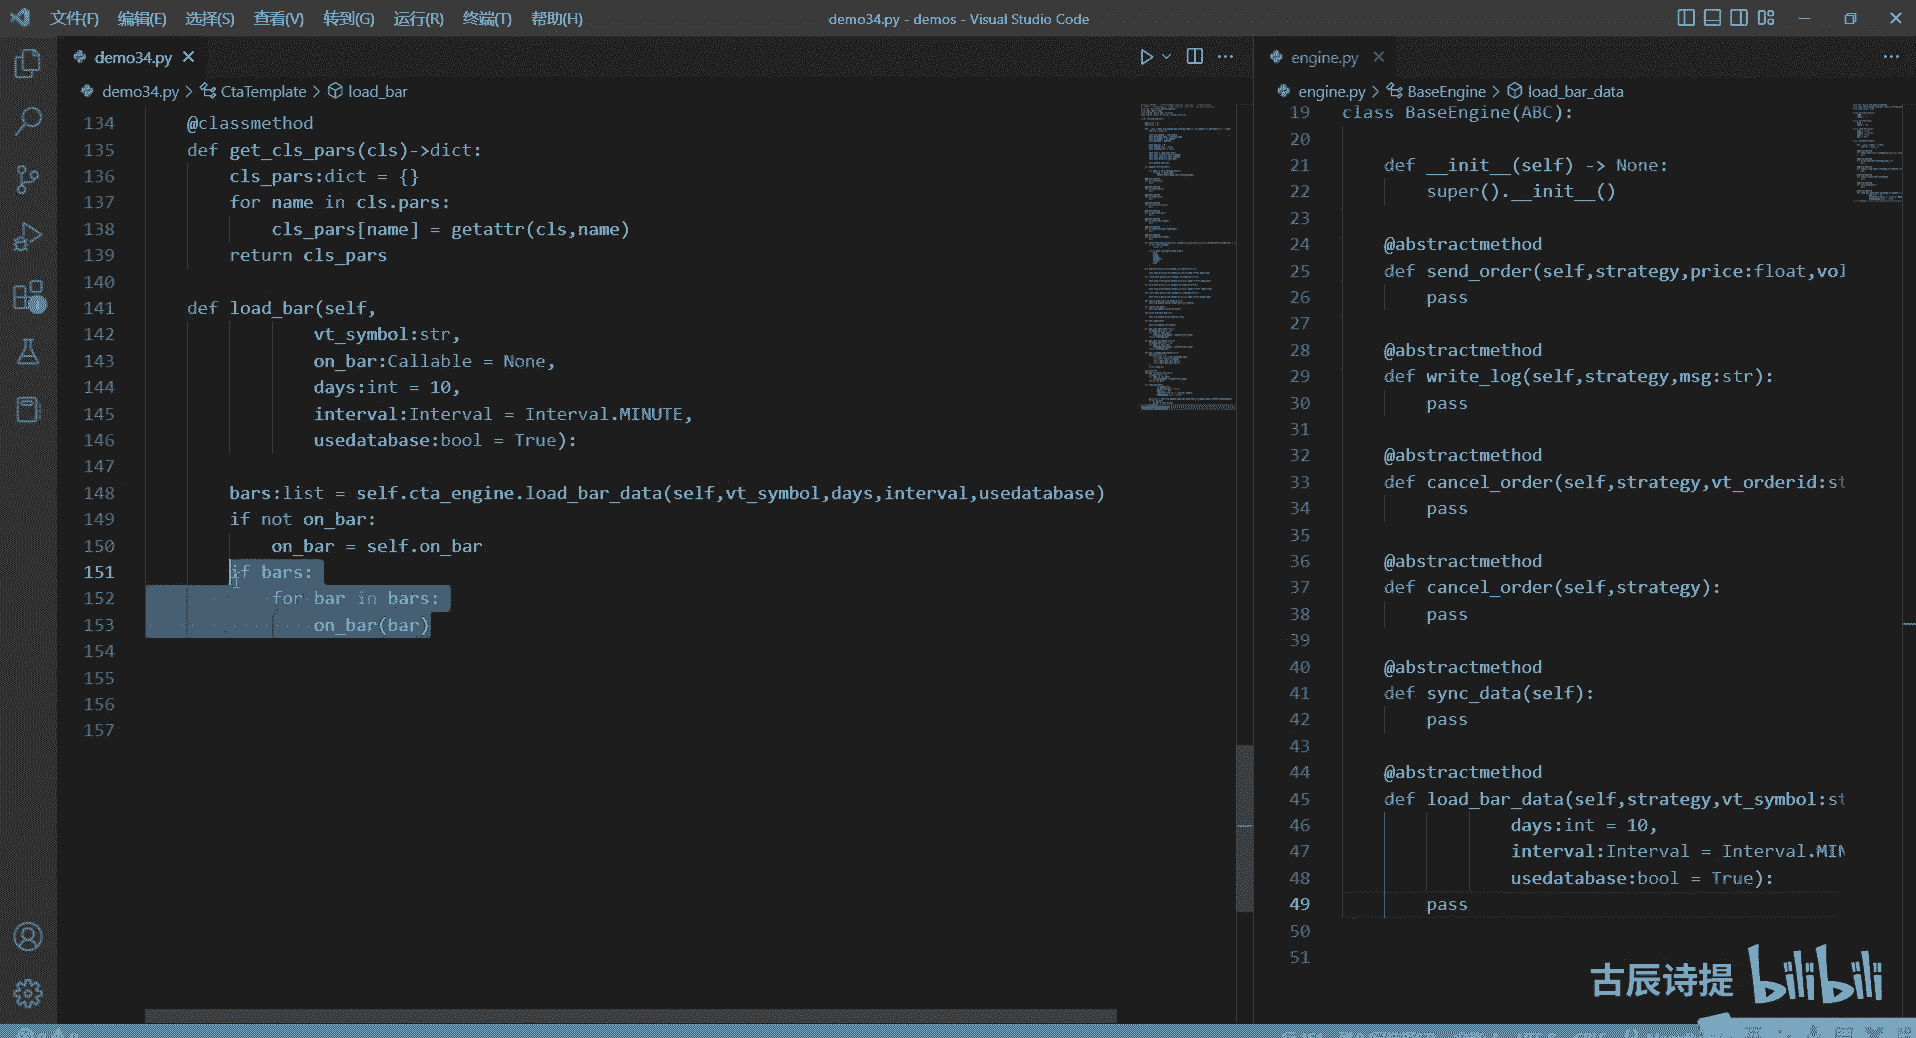 文件(F) 编辑(E) 选择(S) 查看(V) 转到(G) 运行(R) 终端(T) 帮助(H) demo34.py - demos - Visual Studio Code
demo34.py
demo34.py > CtaTemplate > load_bar
134 @classmethod
135 def get_cls_pars(cls)->dict:
136 cls_pars:dict = {}
137 for name in cls.pars:
138 cls_pars[name] = getattr(cls,name)
139 return cls_pars
140
141 def load_bar(self,
142 vt_symbol:str,
143 on_bar:Callable = None,
144 days:int = 10,
145 interval:Interval = Interval.MINUTE,
146 usedatabase:bool = True):
147
148 bars:list = self.cta_engine.load_bar_data(self,vt_symbol,days,interval,usedatabase)
149 if not on_bar:
150 on_bar = self.on_bar
151 if bars:
152 for bar in bars:
153 on_bar(bar)
154
155
156
157
engine.py
engine.py > BaseEngine > load_bar_data
19 class BaseEngine(ABC):
20
21 def __init__(self) -> None:
22 super().__init__()
23
24 @abstractmethod
25 def send_order(self,strategy,price:float,vol
26 pass
27
28 @abstractmethod
29 def write_log(self,strategy,msg:str):
30 pass
31
32 @abstractmethod
33 def cancel_order(self,strategy,vt_orderid:st
34 pass
35
36 @abstractmethod
37 def cancel_order(self,strategy):
38 pass
39
40 @abstractmethod
41 def sync_data(self):
42 pass
43
44 @abstractmethod
45 def load_bar_data(self,strategy,vt_symbol:st
46 days:int = 10,
47 interval:Interval = Interval.MIN
48 usedatabase:bool = True):
49 pass
50
51
古辰诗提 bilibili